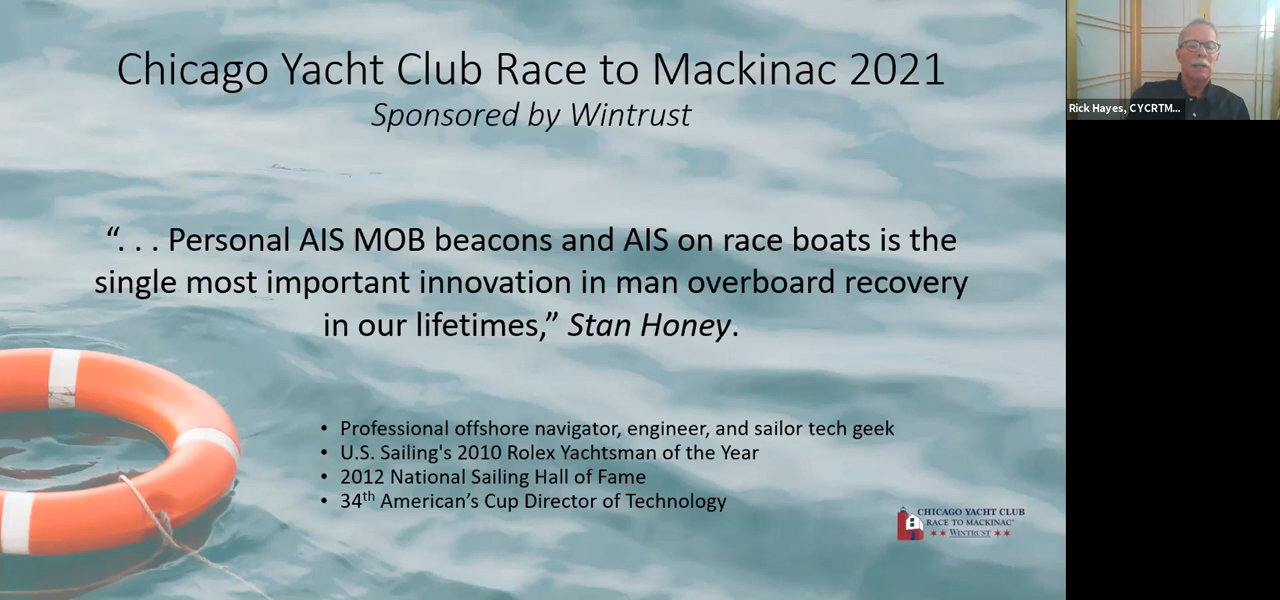 Chicago Yacht Club Race to Mackinac 2021
Sponsored by Wintrust
Rick Hayes, CYCRTM...
“. . . Personal AIS MOB beacons and AIS on race boats is the
single most important innovation in man overboard recovery
in our lifetimes,” Stan Honey.
• Professional offshore navigator, engineer, and sailor tech geek
• U.S. Sailing's 2010 Rolex Yachtsman of the Year
• 2012 National Sailing Hall of Fame
• 34th American’s Cup Director of Technology
CHICAGO YACHT CLUB
RACE TO MACKINAC
WINTRUST